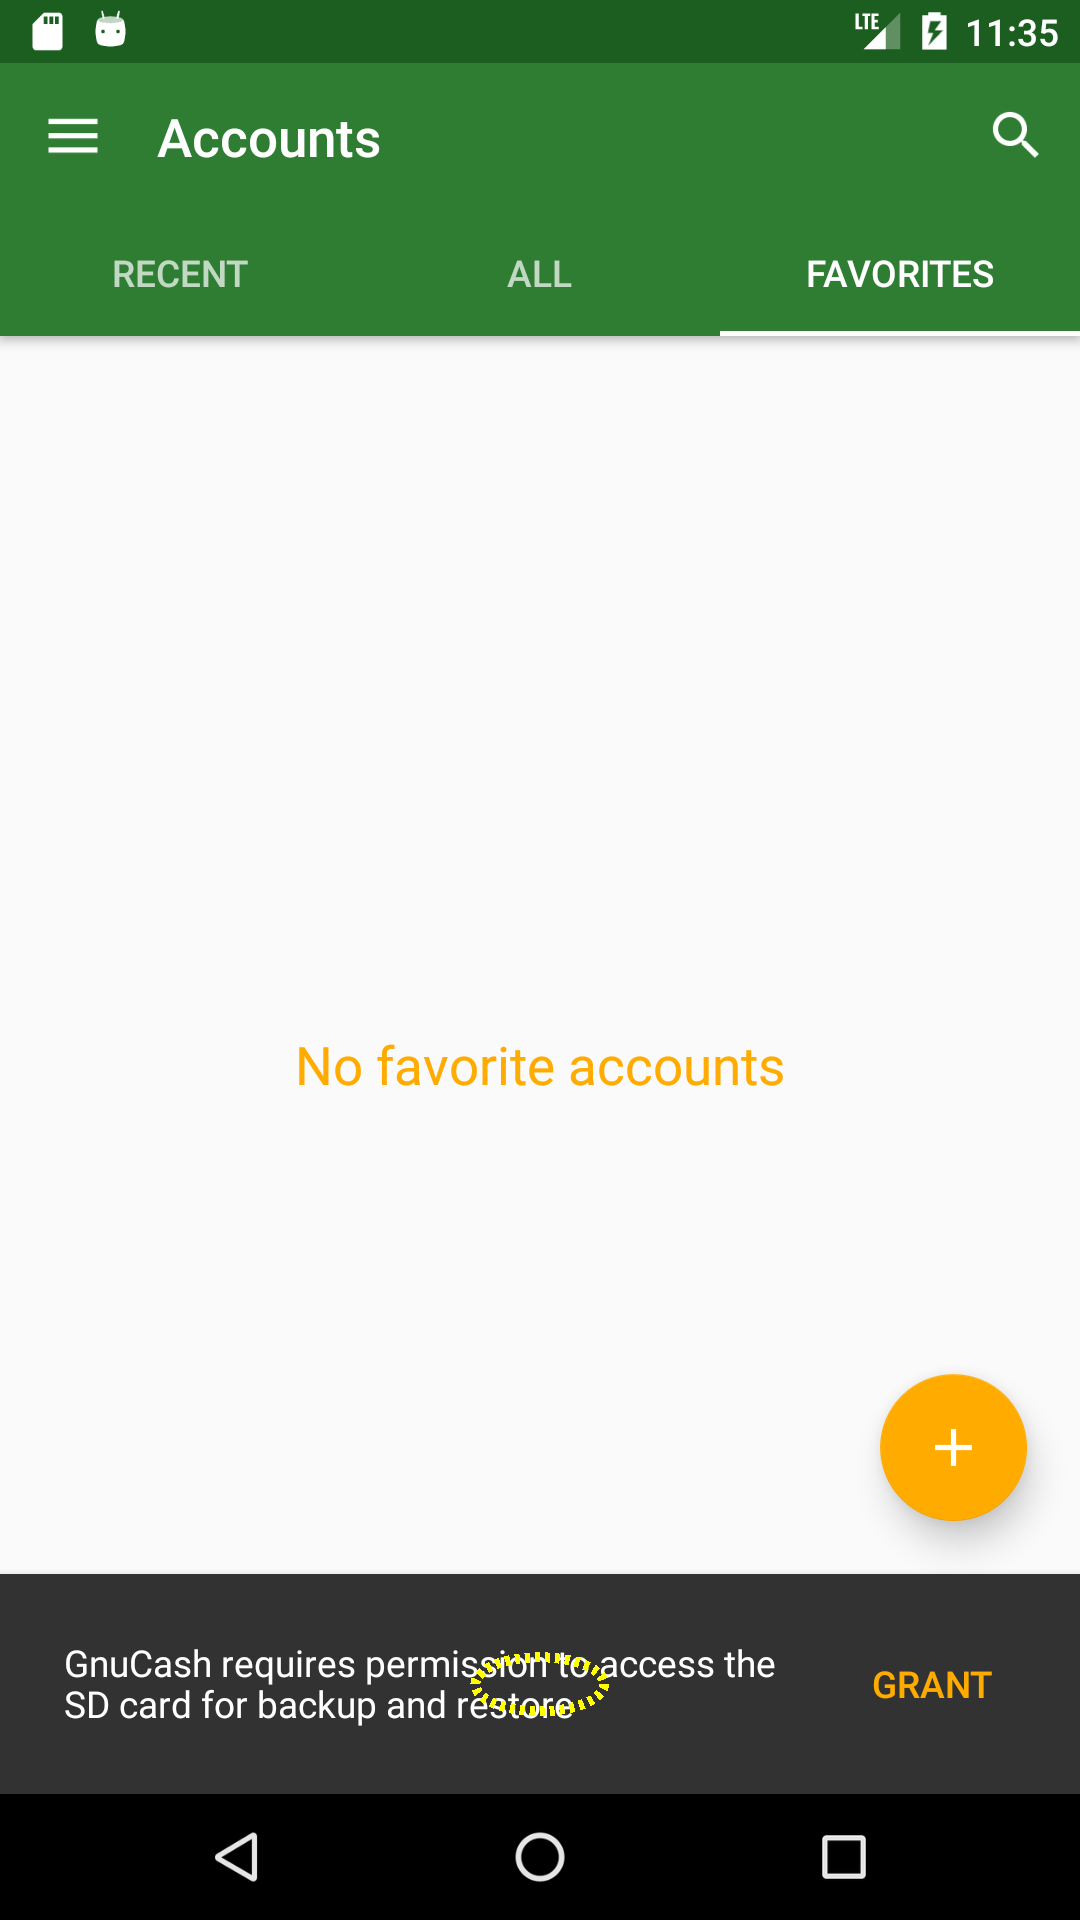 LTE 11:35
Accounts
RECENT ALL FAVORITES
No favorite accounts
GnuCash requires permission to access the
SD card for backup and restore
GRANT